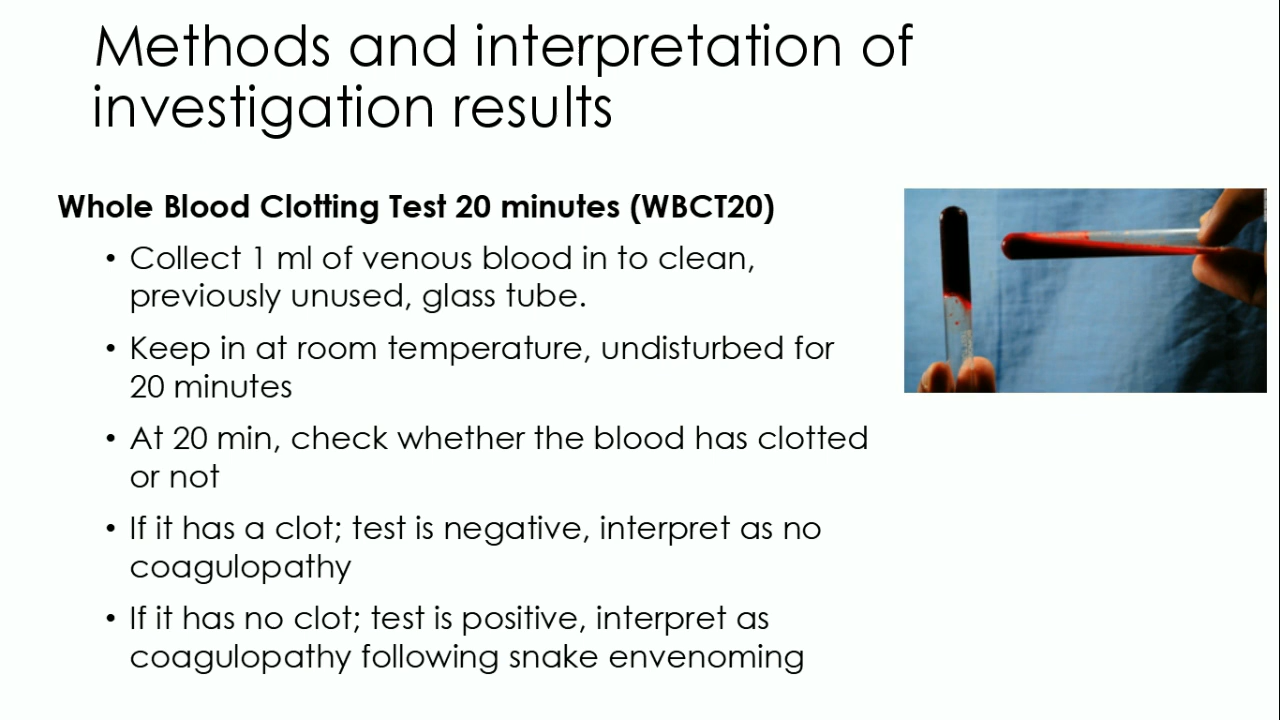 Methods and interpretation of
investigation results
Whole Blood Clotting Test 20 minutes (WBCT20)
• Collect 1 ml of venous blood in to clean,
previously unused, glass tube.
• Keep in at room temperature, undisturbed for
20 minutes
• At 20 min, check whether the blood has clotted
or not
• If it has a clot; test is negative, interpret as no
coagulopathy
• If it has no clot; test is positive, interpret as
coagulopathy following snake envenoming